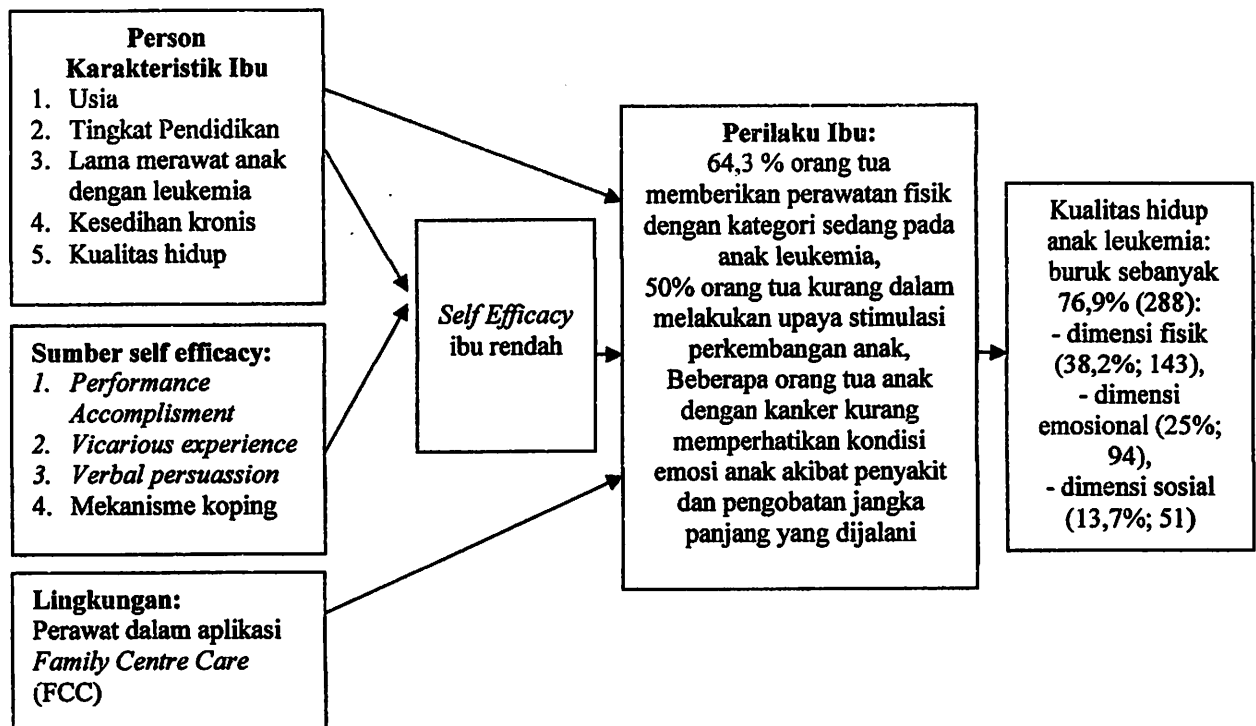 Person
Karakteristik Ibu
1. Usia
2. Tingkat Pendidikan
3. Lama merawat anak
dengan leukemia
4. Kesedihan kronis
5. Kualitas hidup
Sumber self efficacy:
1. Performance
Accomplisment
2. Vicarious experience
3. Verbal persuassion
4. Mekanisme koping
Lingkungan:
Perawat dalam aplikasi
Family Centre Care
(FCC)
Self Efficacy
ibu rendah
Perilaku Ibu:
64,3 % orang tua
memberikan perawatan fisik
dengan kategori sedang pada
anak leukemia,
50% orang tua kurang dalam
melakukan upaya stimulasi
perkembangan anak,
Beberapa orang tua anak
dengan kanker kurang
memperhatikan kondisi
emosi anak akibat penyakit
dan pengobatan jangka
panjang yang dijalani
Kualitas hidup
anak leukemia:
buruk sebanyak
76,9% (288):
- dimensi fisik
(38,2%; 143),
- dimensi
emosional (25%;
94),
- dimensi sosial
(13,7%; 51)